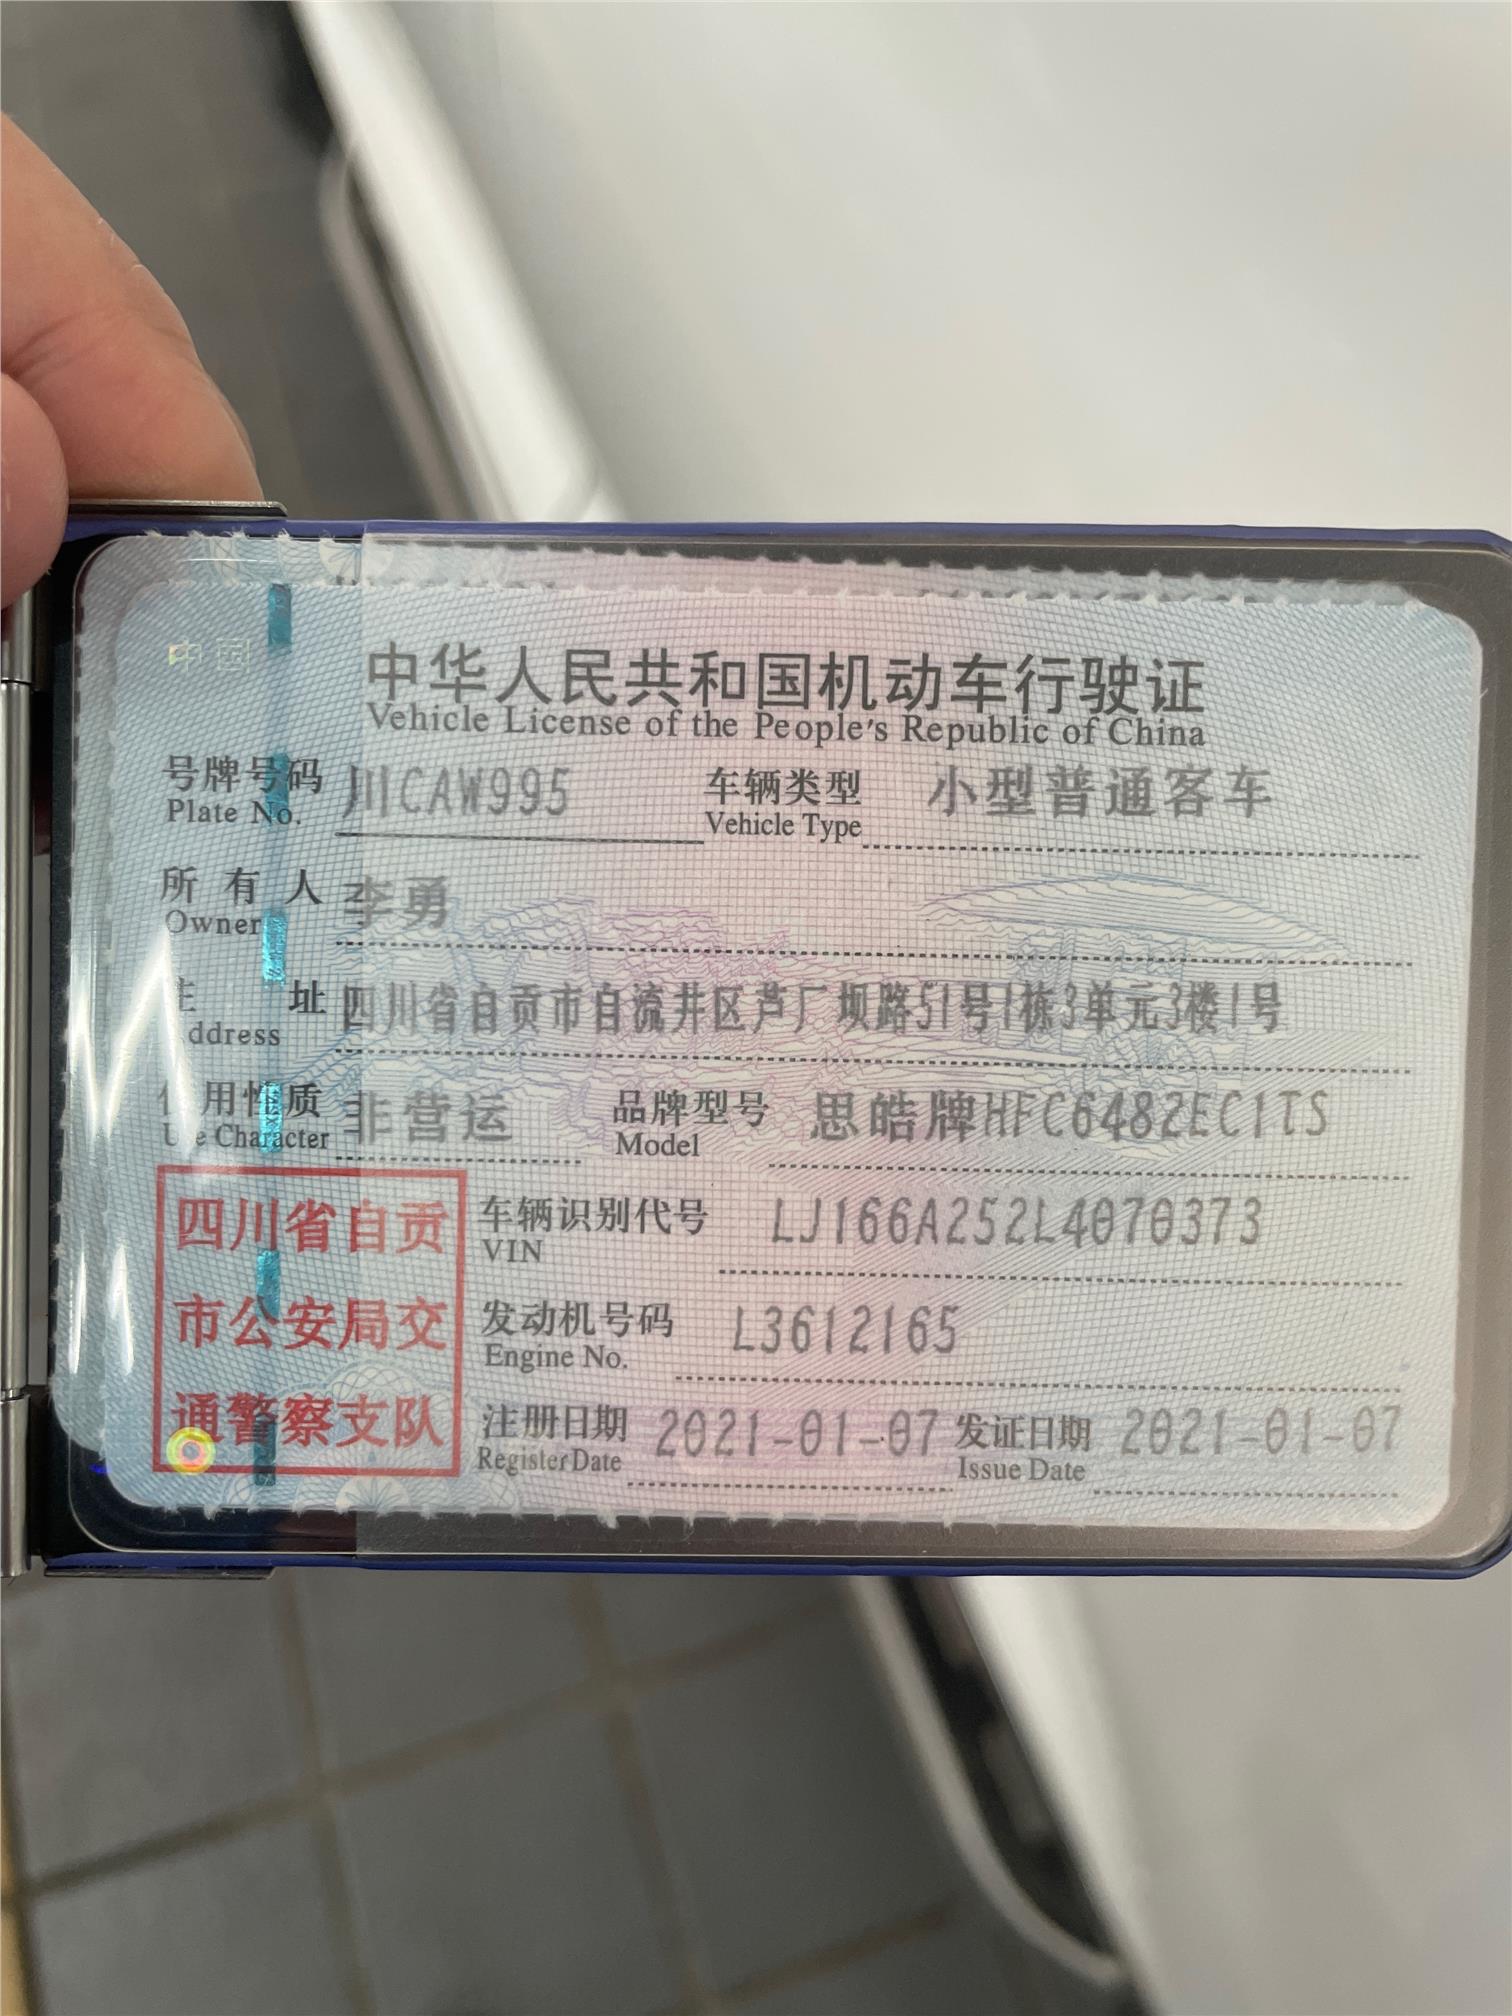 中国
中华人民共和国机动车行驶证
Vehicle License of the People's Republic of China
号牌号码 川CAW995 车辆类型 小型普通客车
Plate No. Vehicle Type
所有人 李勇
Owner
住址 四川省自贡市自流井区芦厂坝路51号1栋3单元3楼1号
Address
使用性质 非营运 品牌型号 思皓牌HFC6482EC1TS
Use Character Model
四川省自贡
市公安局交
通警察支队
车辆识别代号 LJ166A252L4070373
VIN
发动机号码 L3612165
Engine No.
注册日期 2021-01-07 发证日期 2021-01-07
Register Date Issue Date